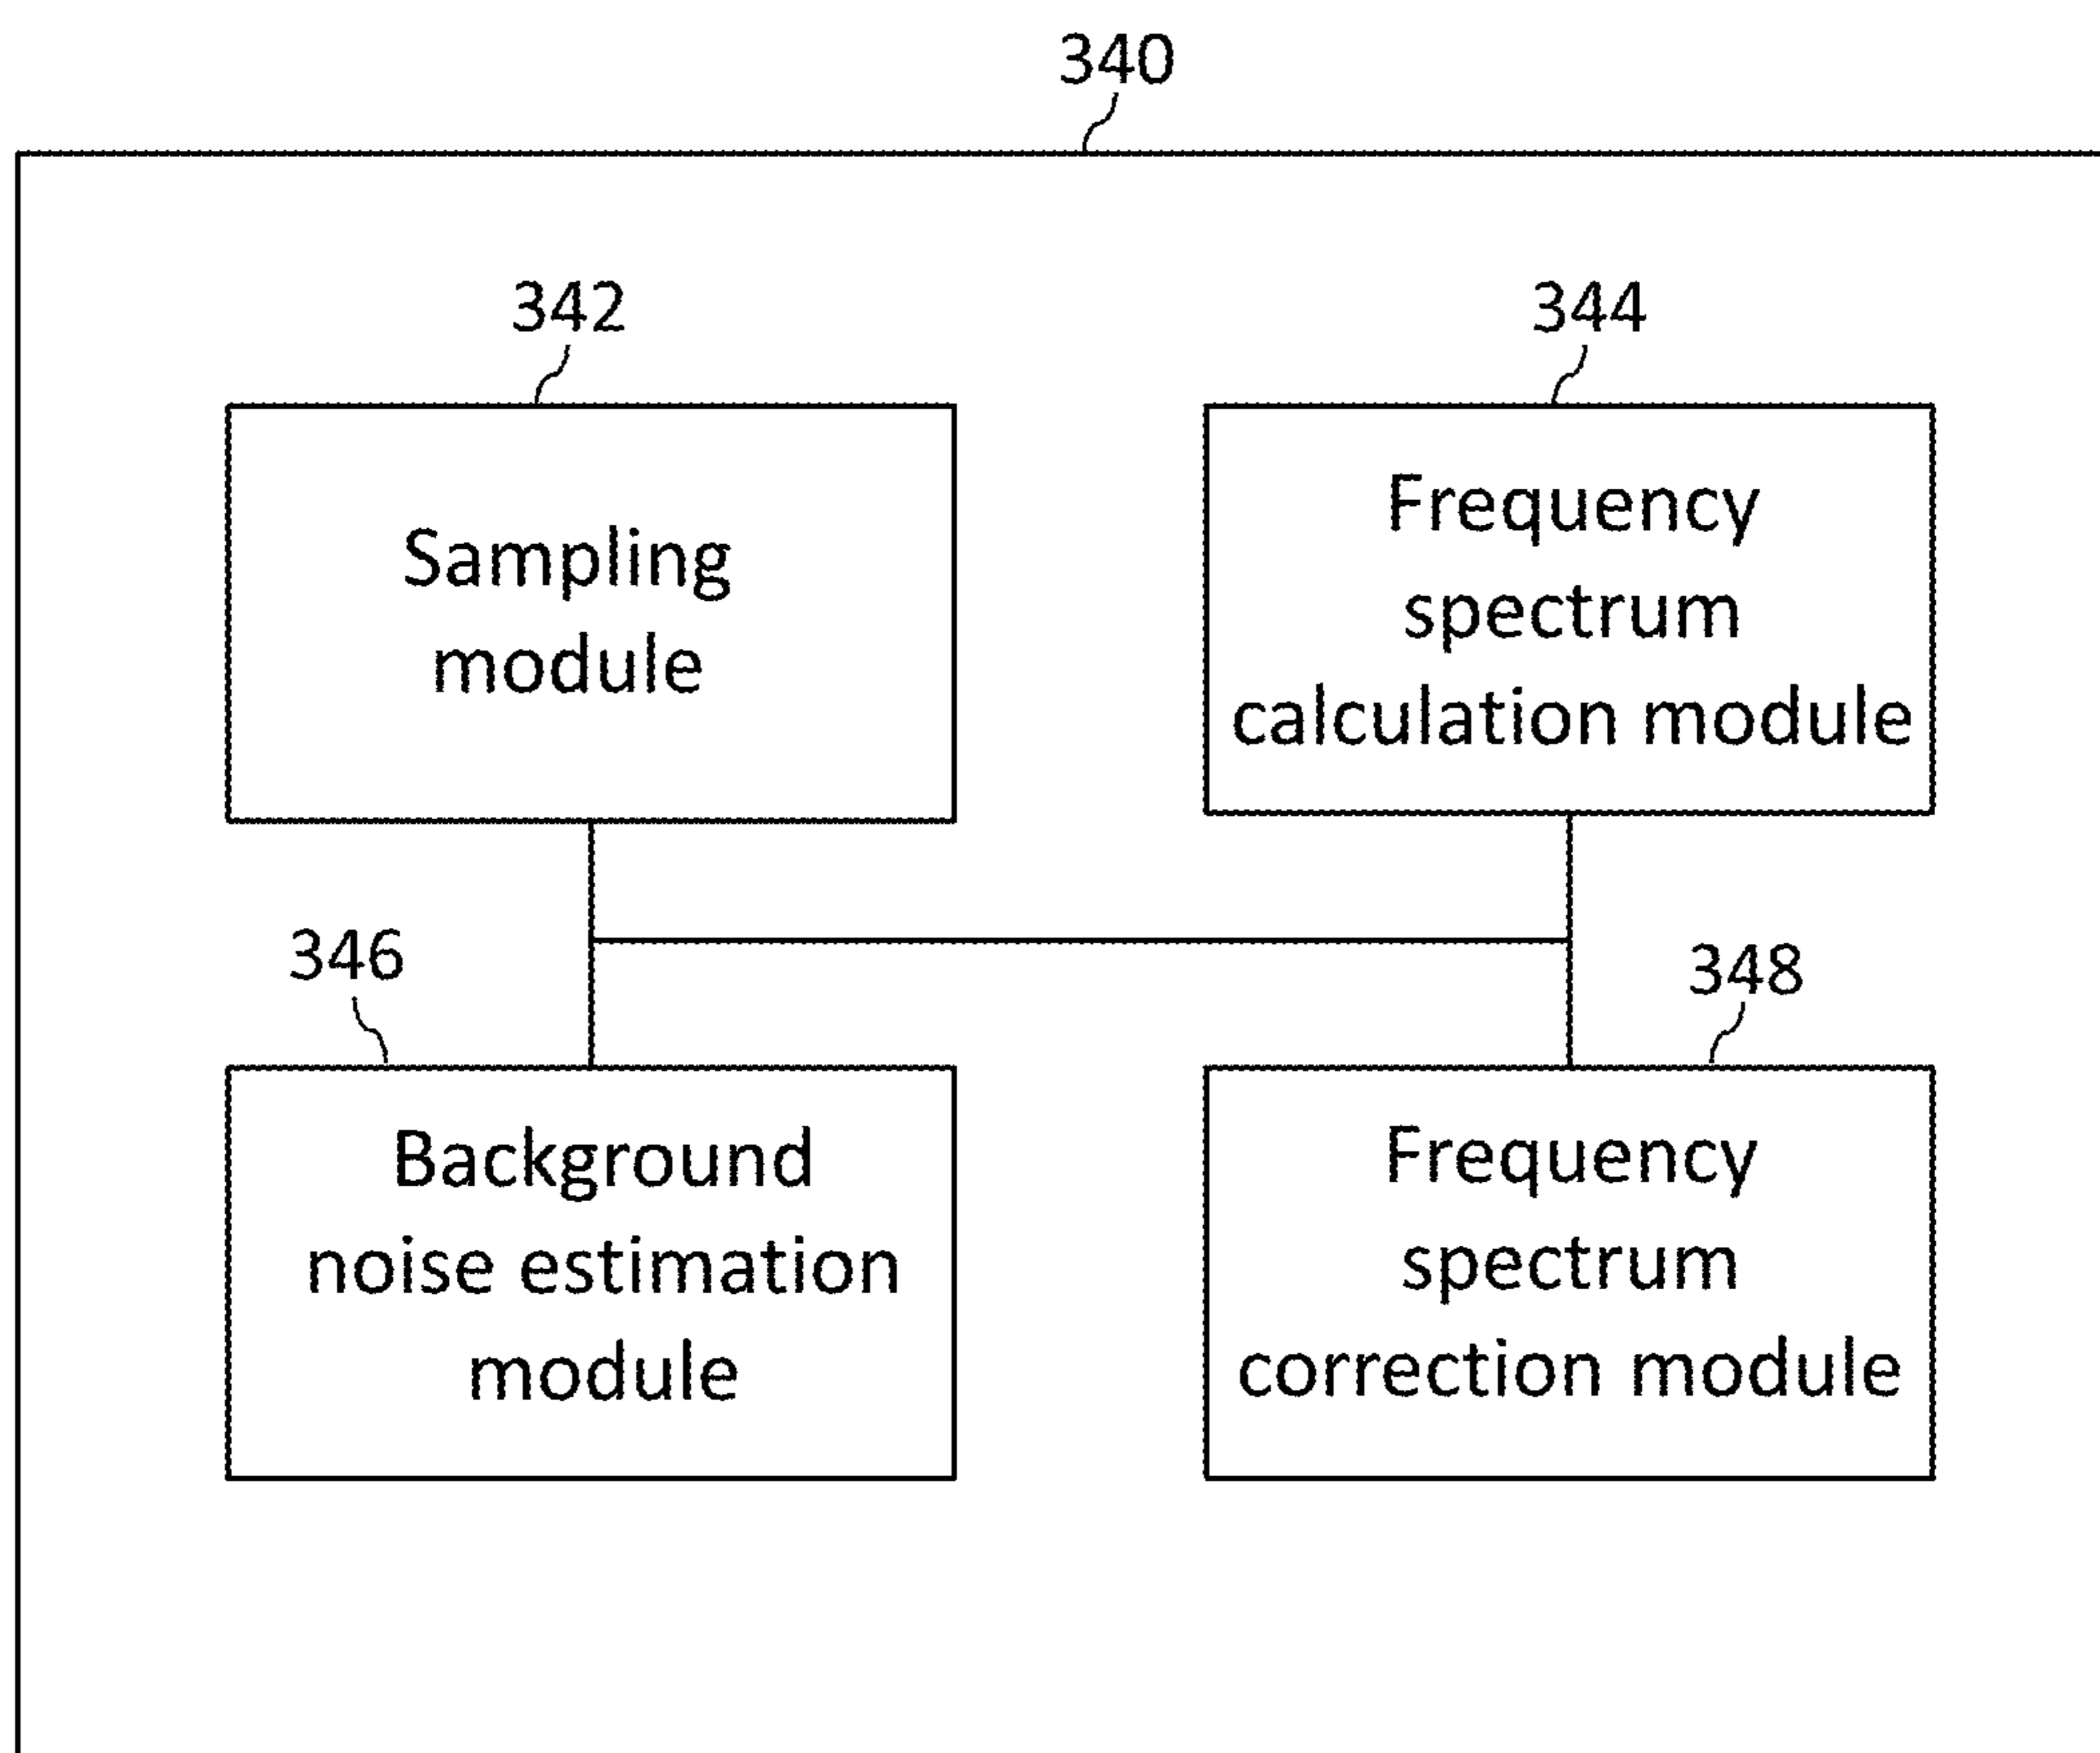 340
342
344
Sampling
module
Frequency
spectrum
calculation module
346
348
Background
noise estimation
module
Frequency
spectrum
correction module